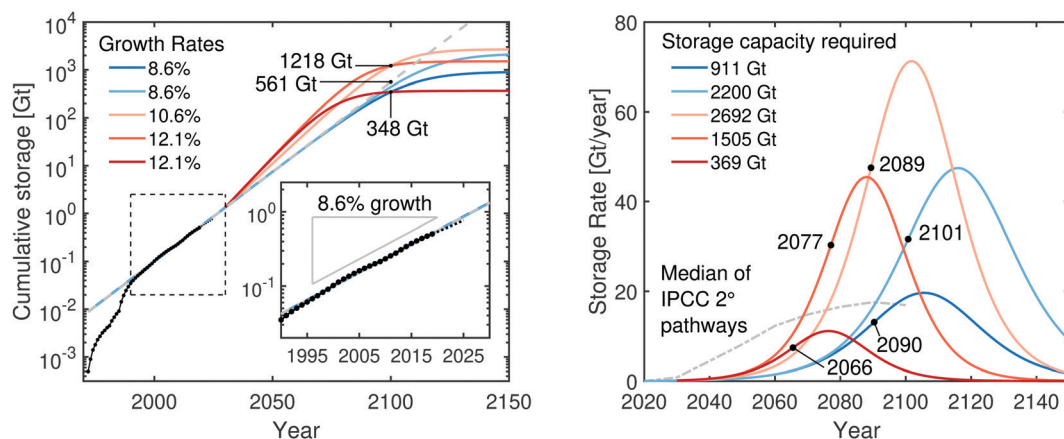 Cumulative storage [Gt]
10^4
10^3
10^2
10^1
10^0
10^-1
10^-2
10^-3
Growth Rates
8.6%
8.6%
10.6%
12.1%
12.1%
1218 Gt
561 Gt
348 Gt
8.6% growth
10^0
10^-1
1995
2005
2015
2025
2000
2050
2100
2150
Year
Storage Rate [Gt/year]
80
60
40
20
0
Storage capacity required
911 Gt
2200 Gt
2692 Gt
1505 Gt
369 Gt
2089
2077
2101
Median of
IPCC 2°
pathways
2090
2066
2020
2040
2060
2080
2100
2120
2140
Year